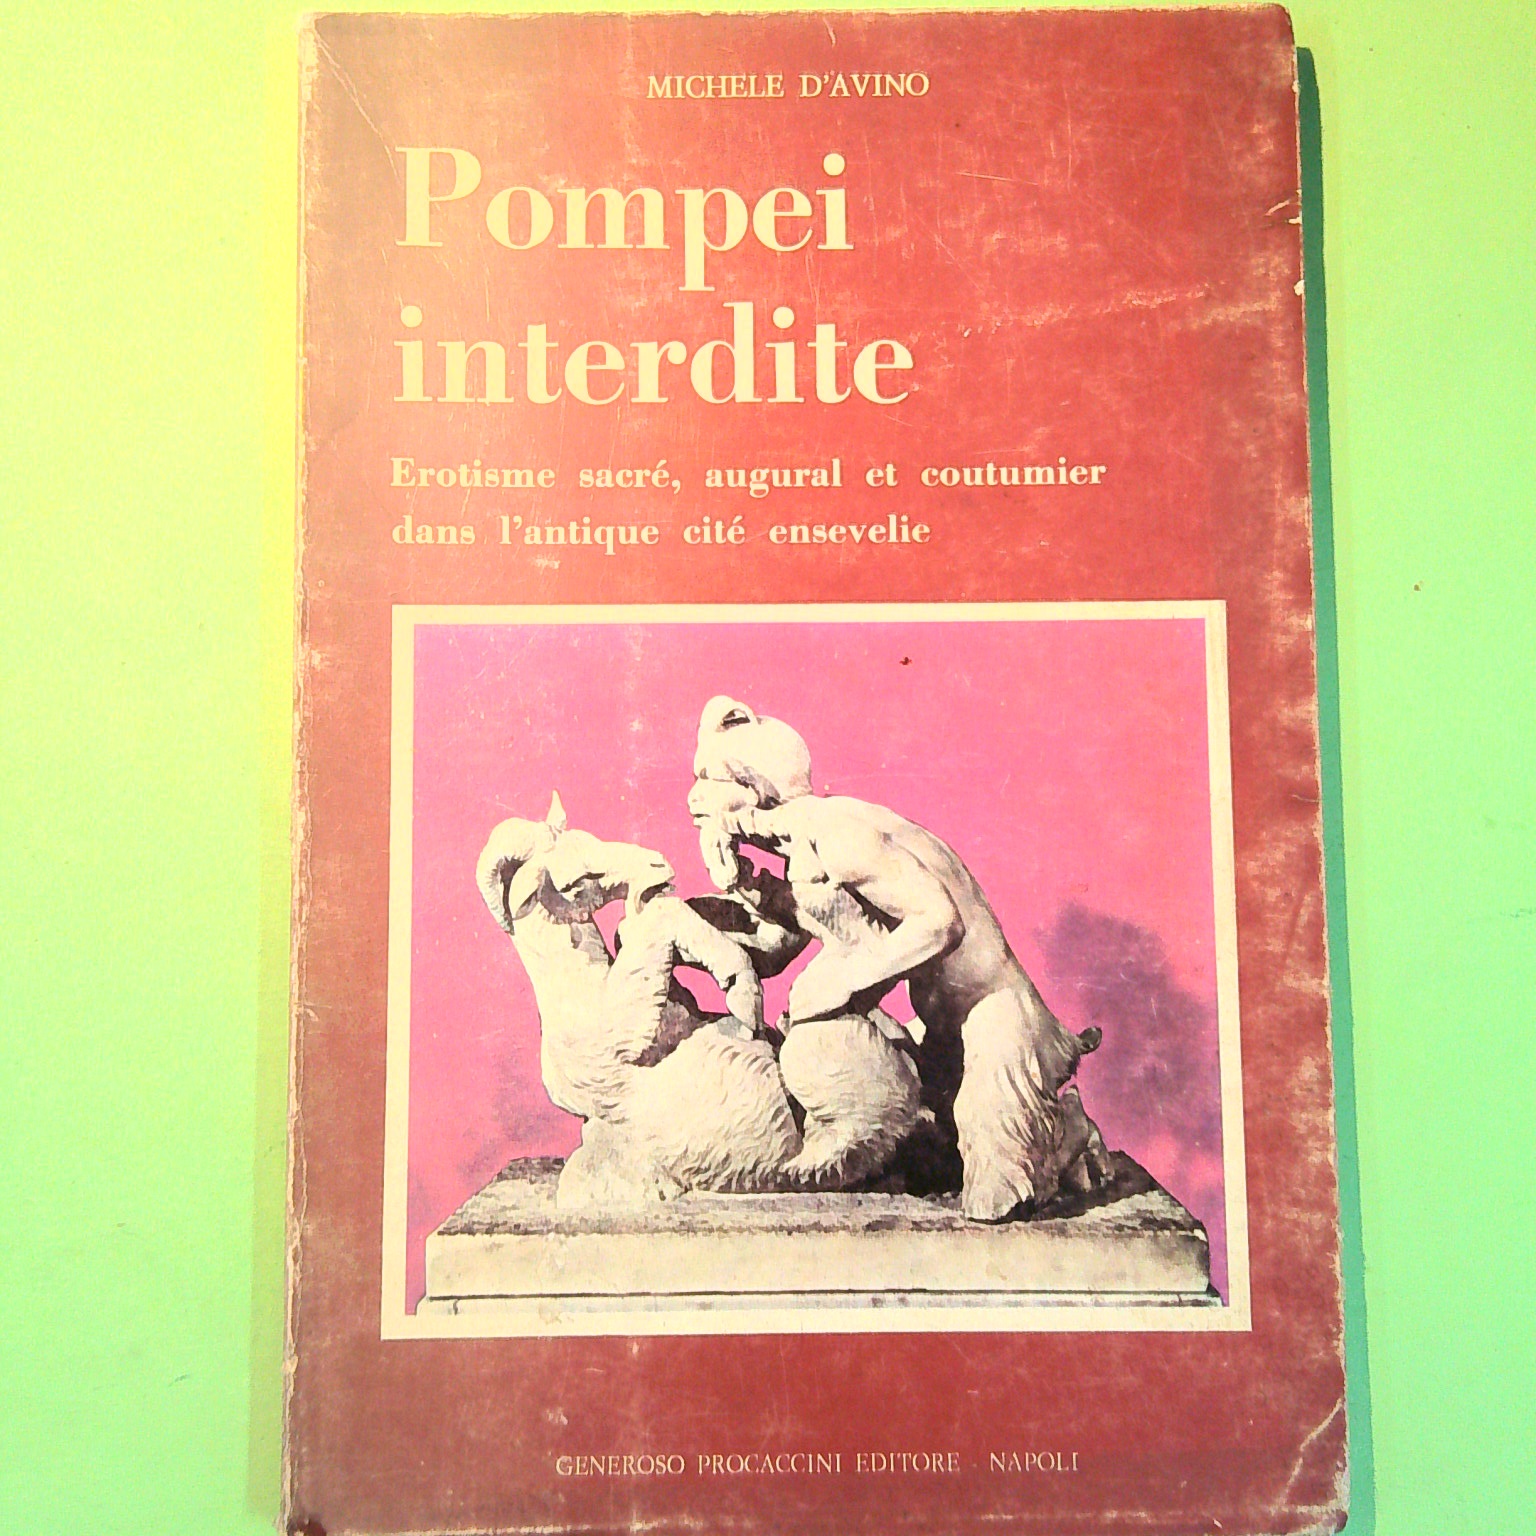 MICHELE D'AVINO
Pompei
interdite
Erotisme sacré, augural et coutumier
dans l'antique cité ensevelie
GENEROSO PROCACCINI EDITORE - NAPOLI